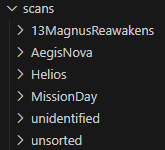 scans
13MagnusReawakens
AegisNova
Helios
MissionDay
unidentified
unsorted